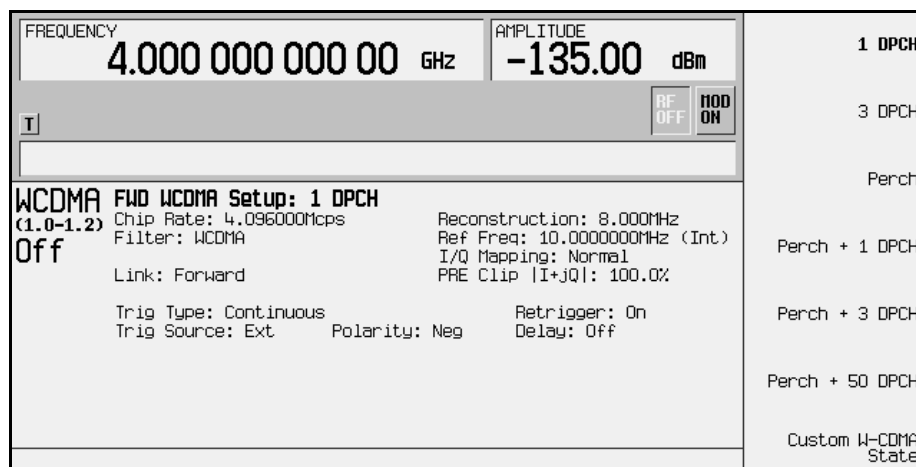 FREQUENCY
4.000 000 000 00 GHz
AMPLITUDE
-135.00 dBm
RF OFF
MOD ON
T
WCDMA
(1.0-1.2)
Off
FWD WCDMA Setup: 1 DPCH
Chip Rate: 4.096000Mcps
Reconstruction: 8.000MHz
Filter: WCDMA
Ref Freq: 10.0000000MHz (Int)
I/Q Mapping: Normal
Link: Forward
PRE Clip |I+jQ|: 100.0%
Trig Type: Continuous
Retrigger: On
Trig Source: Ext
Polarity: Neg
Delay: Off
1 DPCH
3 DPCH
Perch
Perch + 1 DPCH
Perch + 3 DPCH
Perch + 50 DPCH
Custom W-CDMA
State